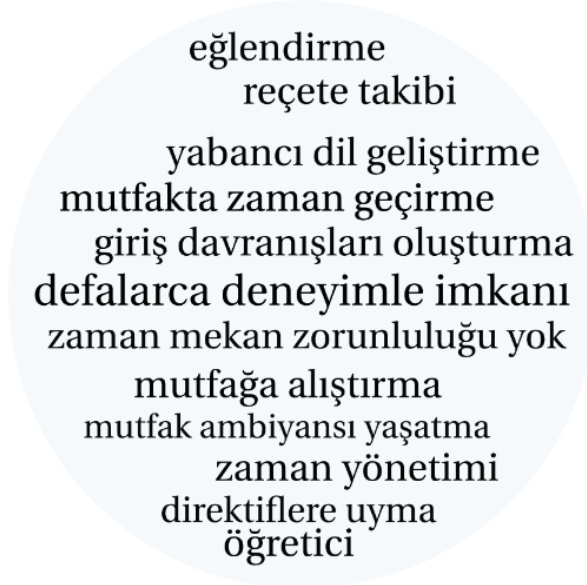 eğlendirme
reçete takibi
yabancı dil geliştirme
mutfakta zaman geçirme
giriş davranışları oluşturma
defalarca deneyimle imkanı
zaman mekan zorunluluğu yok
mutfağa alıştırma
mutfak ambiyansı yaşatma
zaman yönetimi
direktiflere uyma
öğretici